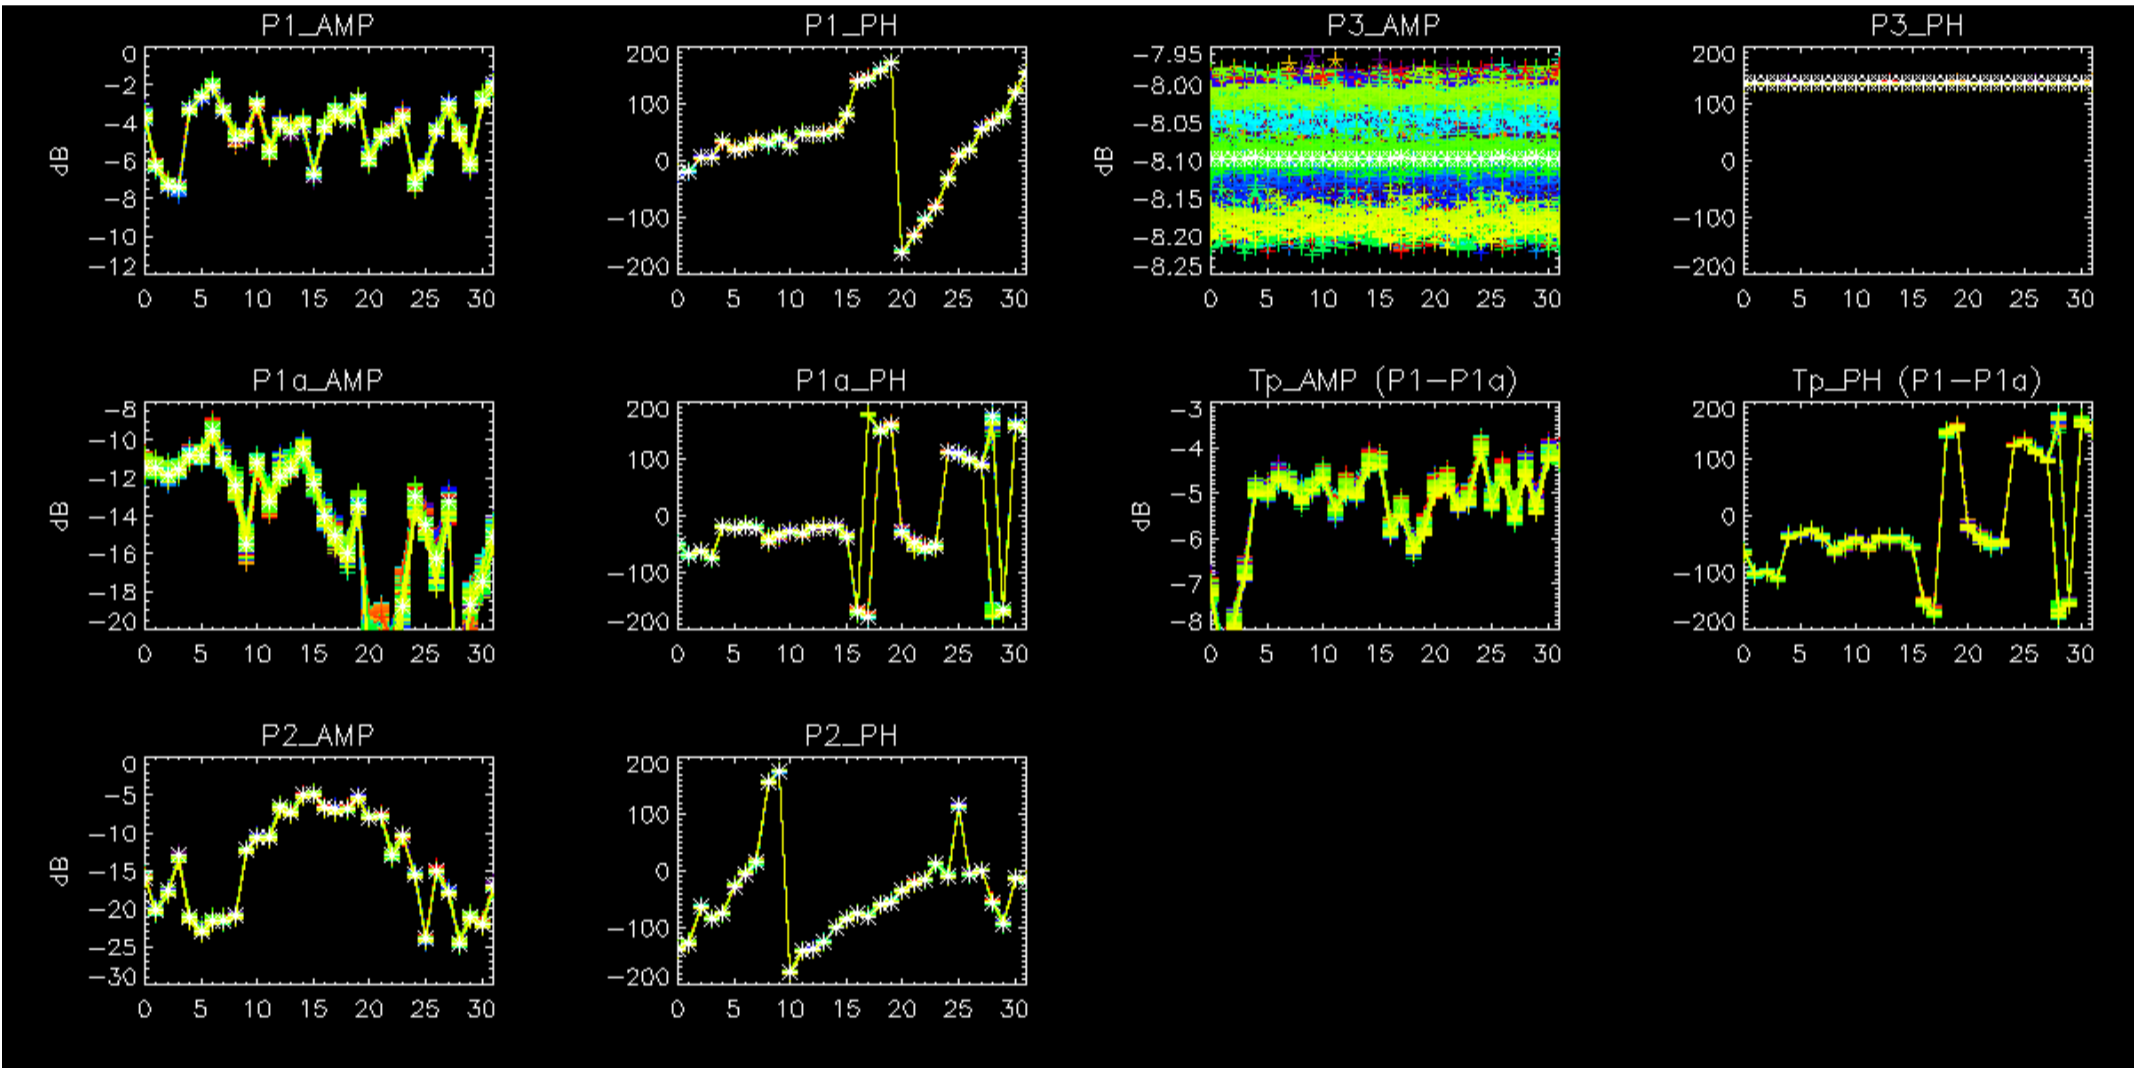 P1_AMP
P1_PH
P3_AMP
P3_PH
0
−2
−4
−6
−8
−10
−12
dB
0 5 10 15 20 25 30
200
100
0
−100
−200
0 5 10 15 20 25 30
−7.95
−8.00
−8.05
−8.10
−8.15
−8.20
−8.25
dB
0 5 10 15 20 25 30
200
100
0
−100
−200
0 5 10 15 20 25 30
P1a_AMP
P1a_PH
Tp_AMP (P1−P1a)
Tp_PH (P1−P1a)
−8
−10
−12
−14
−16
−18
−20
dB
0 5 10 15 20 25 30
200
100
0
−100
−200
0 5 10 15 20 25 30
−3
−4
−5
−6
−7
−8
dB
0 5 10 15 20 25 30
200
100
0
−100
−200
0 5 10 15 20 25 30
P2_AMP
P2_PH
0
−5
−10
−15
−20
−25
−30
dB
0 5 10 15 20 25 30
200
100
0
−100
−200
0 5 10 15 20 25 30